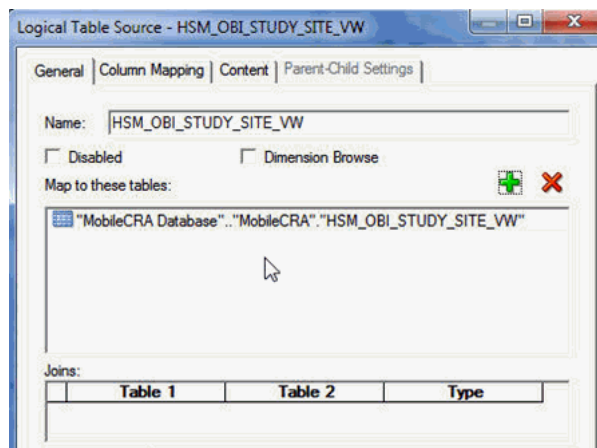 Logical Table Source - HSM_OBI_STUDY_SITE_VW
General Column Mapping Content Parent-Child Settings
Name: HSM_OBI_STUDY_SITE_VW
Disabled Dimension Browse
Map to these tables:
"MobileCRA Database".."MobileCRA"."HSM_OBI_STUDY_SITE_VW"
Joins:
Table 1 Table 2 Type